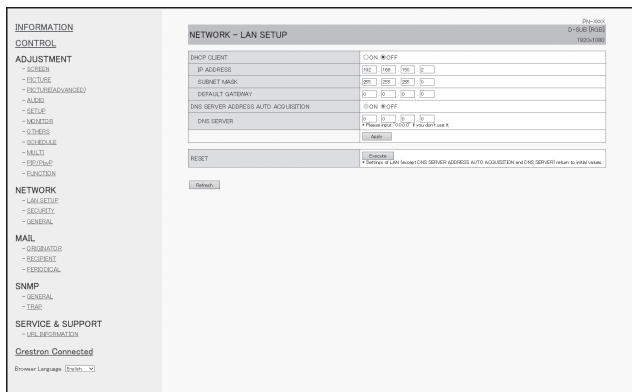 INFORMATION
CONTROL
ADJUSTMENT
- SCREEN
- PICTURE
- PICTURE(ADVANCED)
- AUDIO
- SETUP
- MONITOR
- OTHERS
- SCHEDULE
- MULTI
- PIP/PbyP
- FUNCTION
NETWORK
- LAN SETUP
- SECURITY
- GENERAL
MAIL
- ORIGINATOR
- RECIPIENT
- PERIODICAL
SNMP
- GENERAL
- TRAP
SERVICE & SUPPORT
- URL INFORMATION
Crestron Connected
Browser Language English
PN-XXX
NETWORK – LAN SETUP
D-SUB [RGB]
1920x1080
DHCP CLIENT ON OFF
IP ADDRESS 192 . 168 . 150 . 2
SUBNET MASK 255 . 255 . 255 . 0
DEFAULT GATEWAY 0 . 0 . 0 . 0
DNS SERVER ADDRESS AUTO ACQUISITION ON OFF
DNS SERVER 0 . 0 . 0 . 0
* Please input "0.0.0.0" if you don't use it.
Apply
RESET Execute
* Settings of LAN (except DNS SERVER ADDRESS AUTO ACQUISITION and DNS SERVER) return to initial values.
Refresh